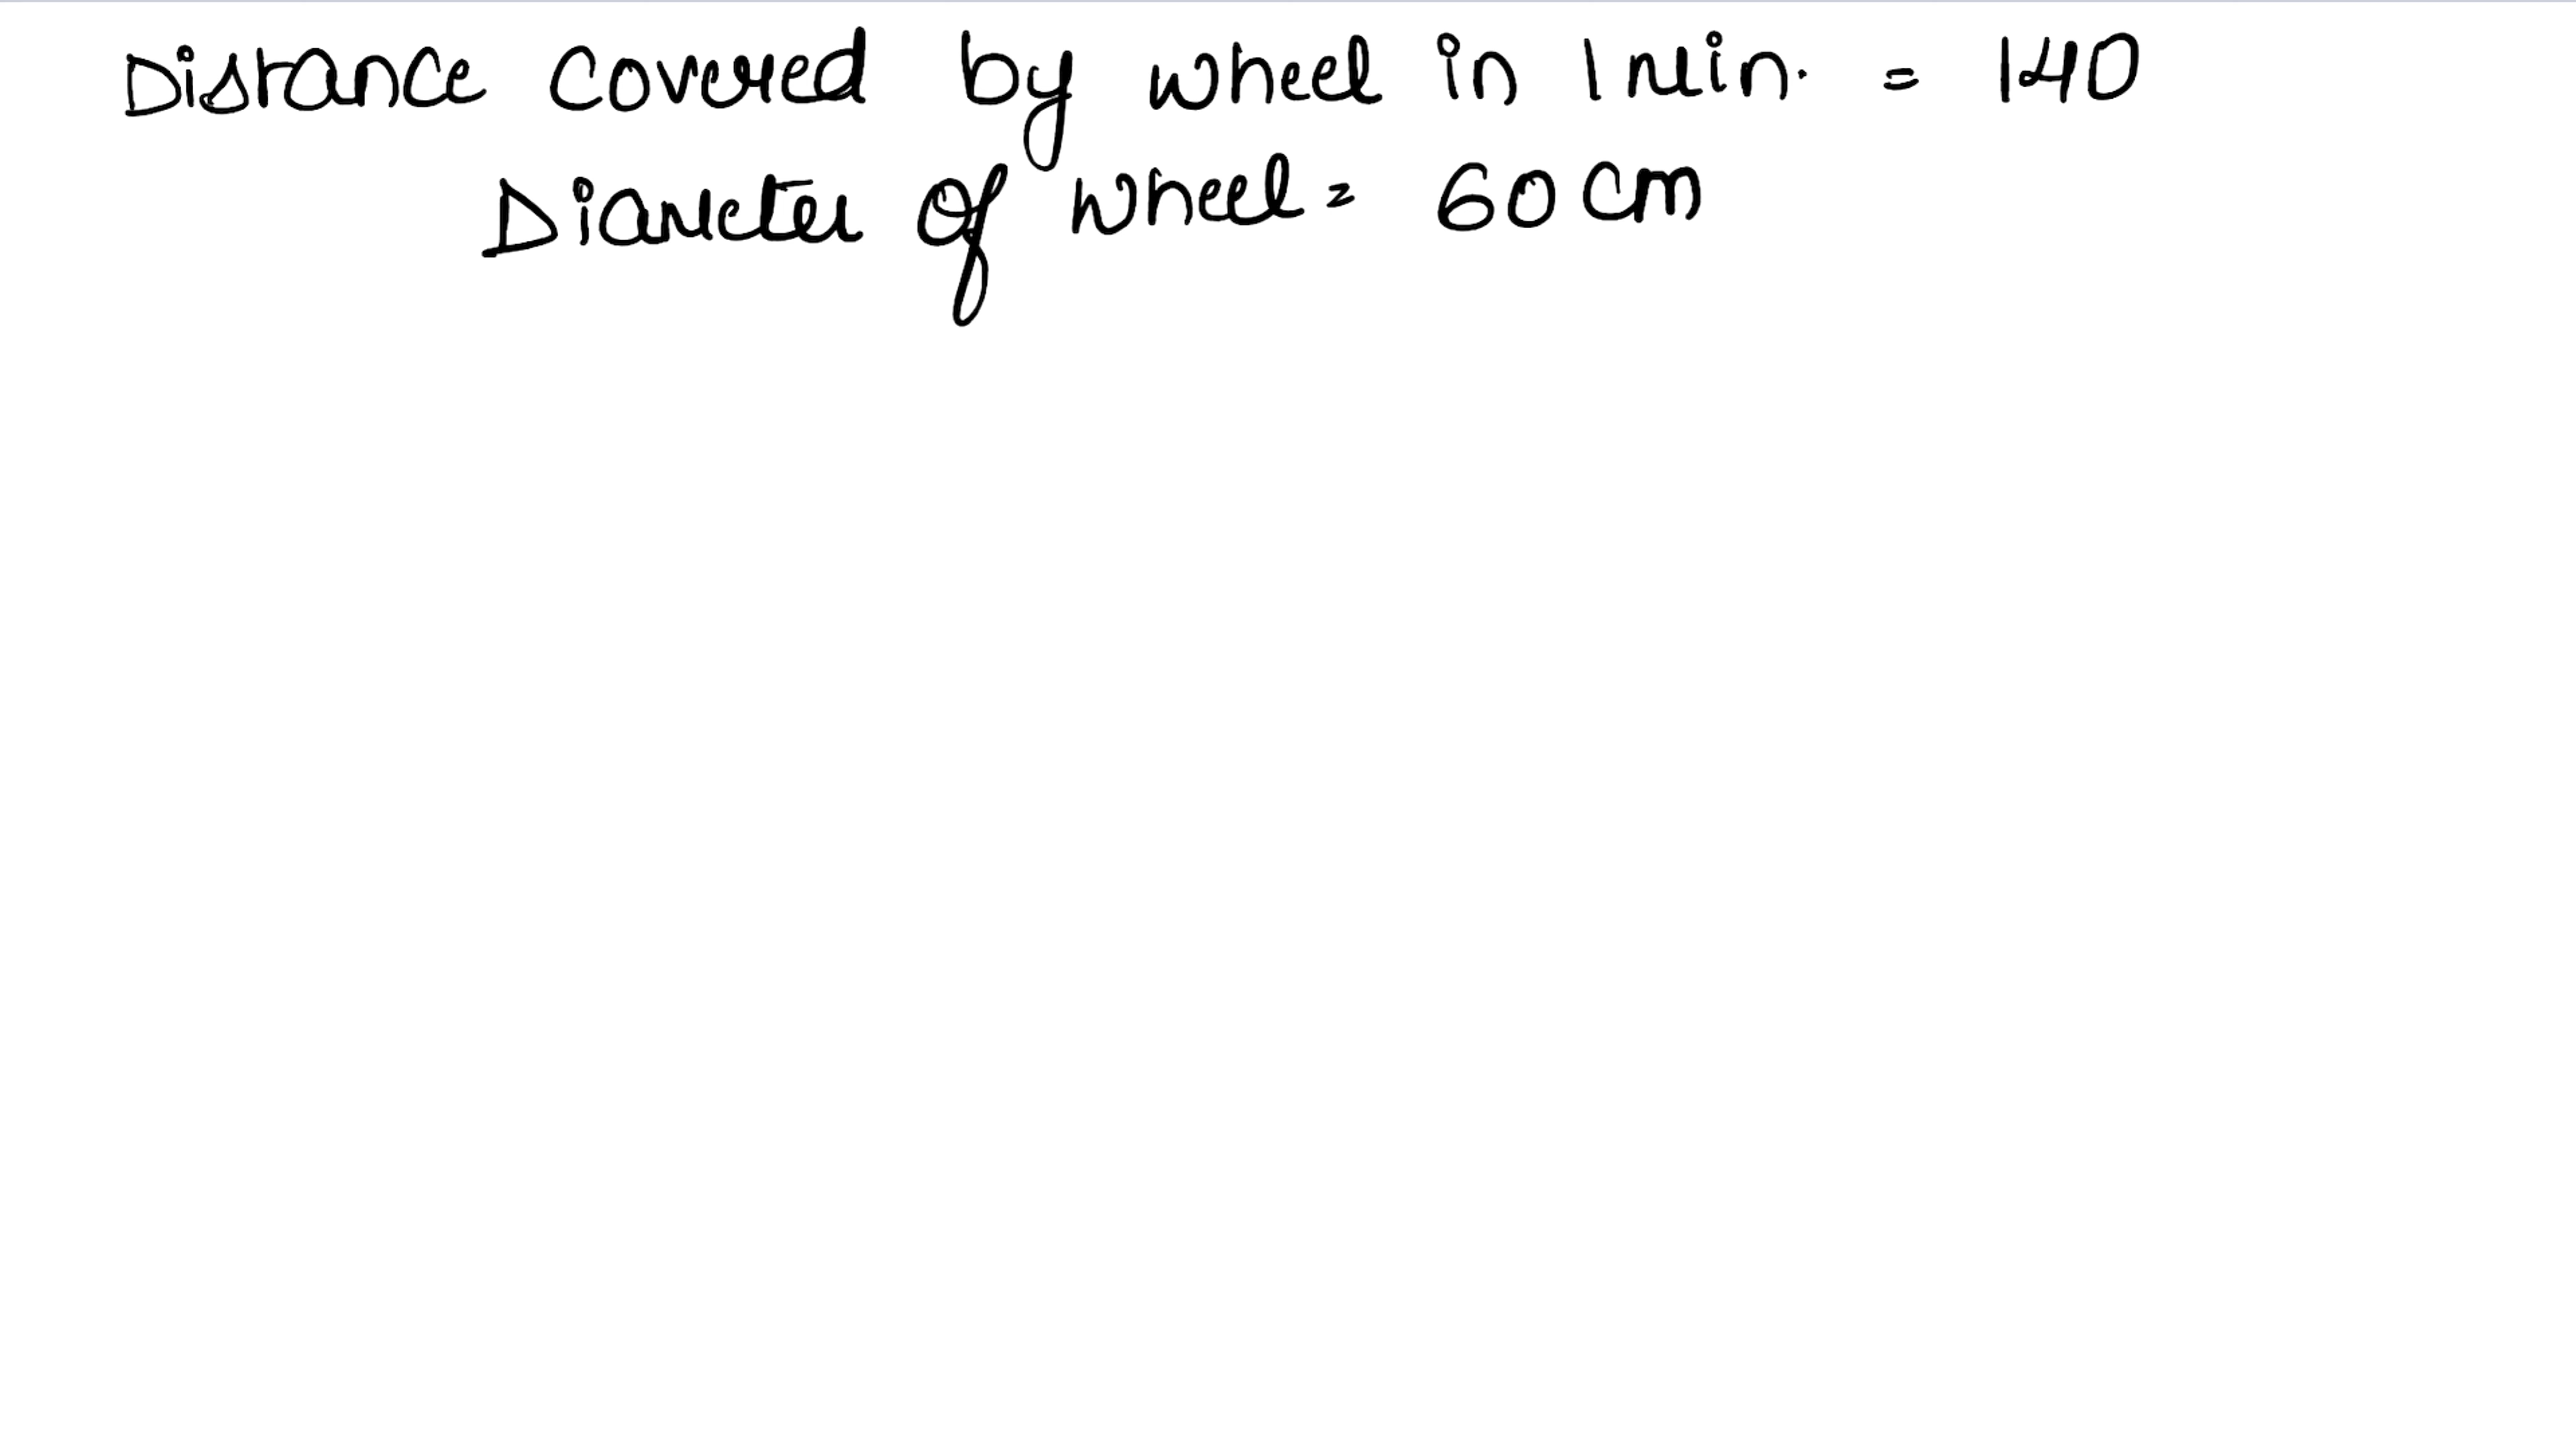 Distance covered by wheel in 1 min. = 140
Diameter of wheel = 60 cm